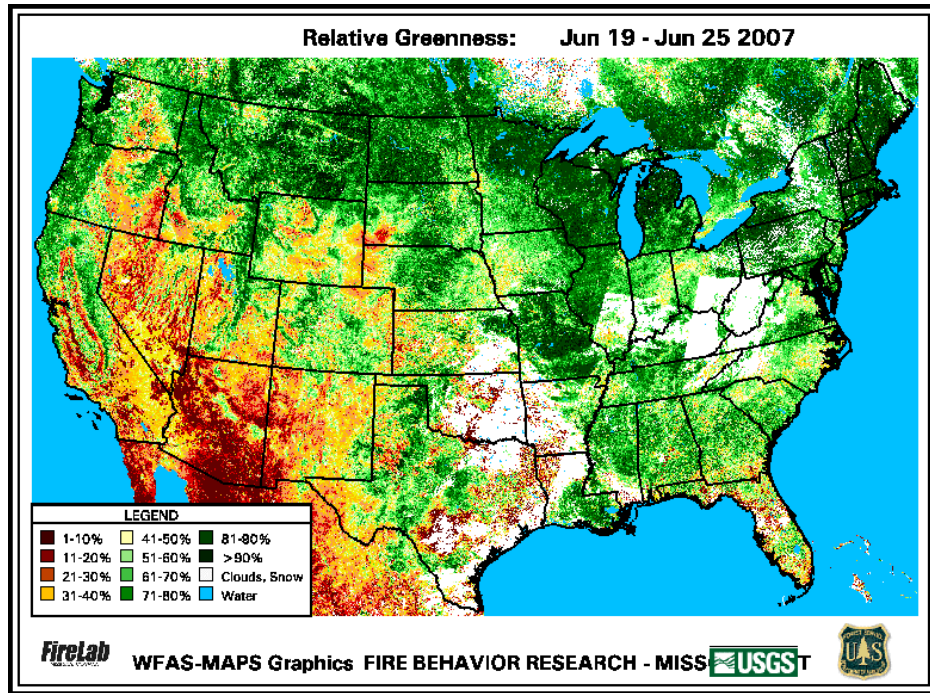 Relative Greenness: Jun 19 - Jun 25 2007
LEGEND
1-10% 41-50% 81-90%
11-20% 51-60% >90%
21-30% 61-70% Clouds, Snow
31-40% 71-80% Water
FireLab
WFAS-MAPS Graphics FIRE BEHAVIOR RESEARCH - MISS T
USGS
FOREST SERVICE
U S